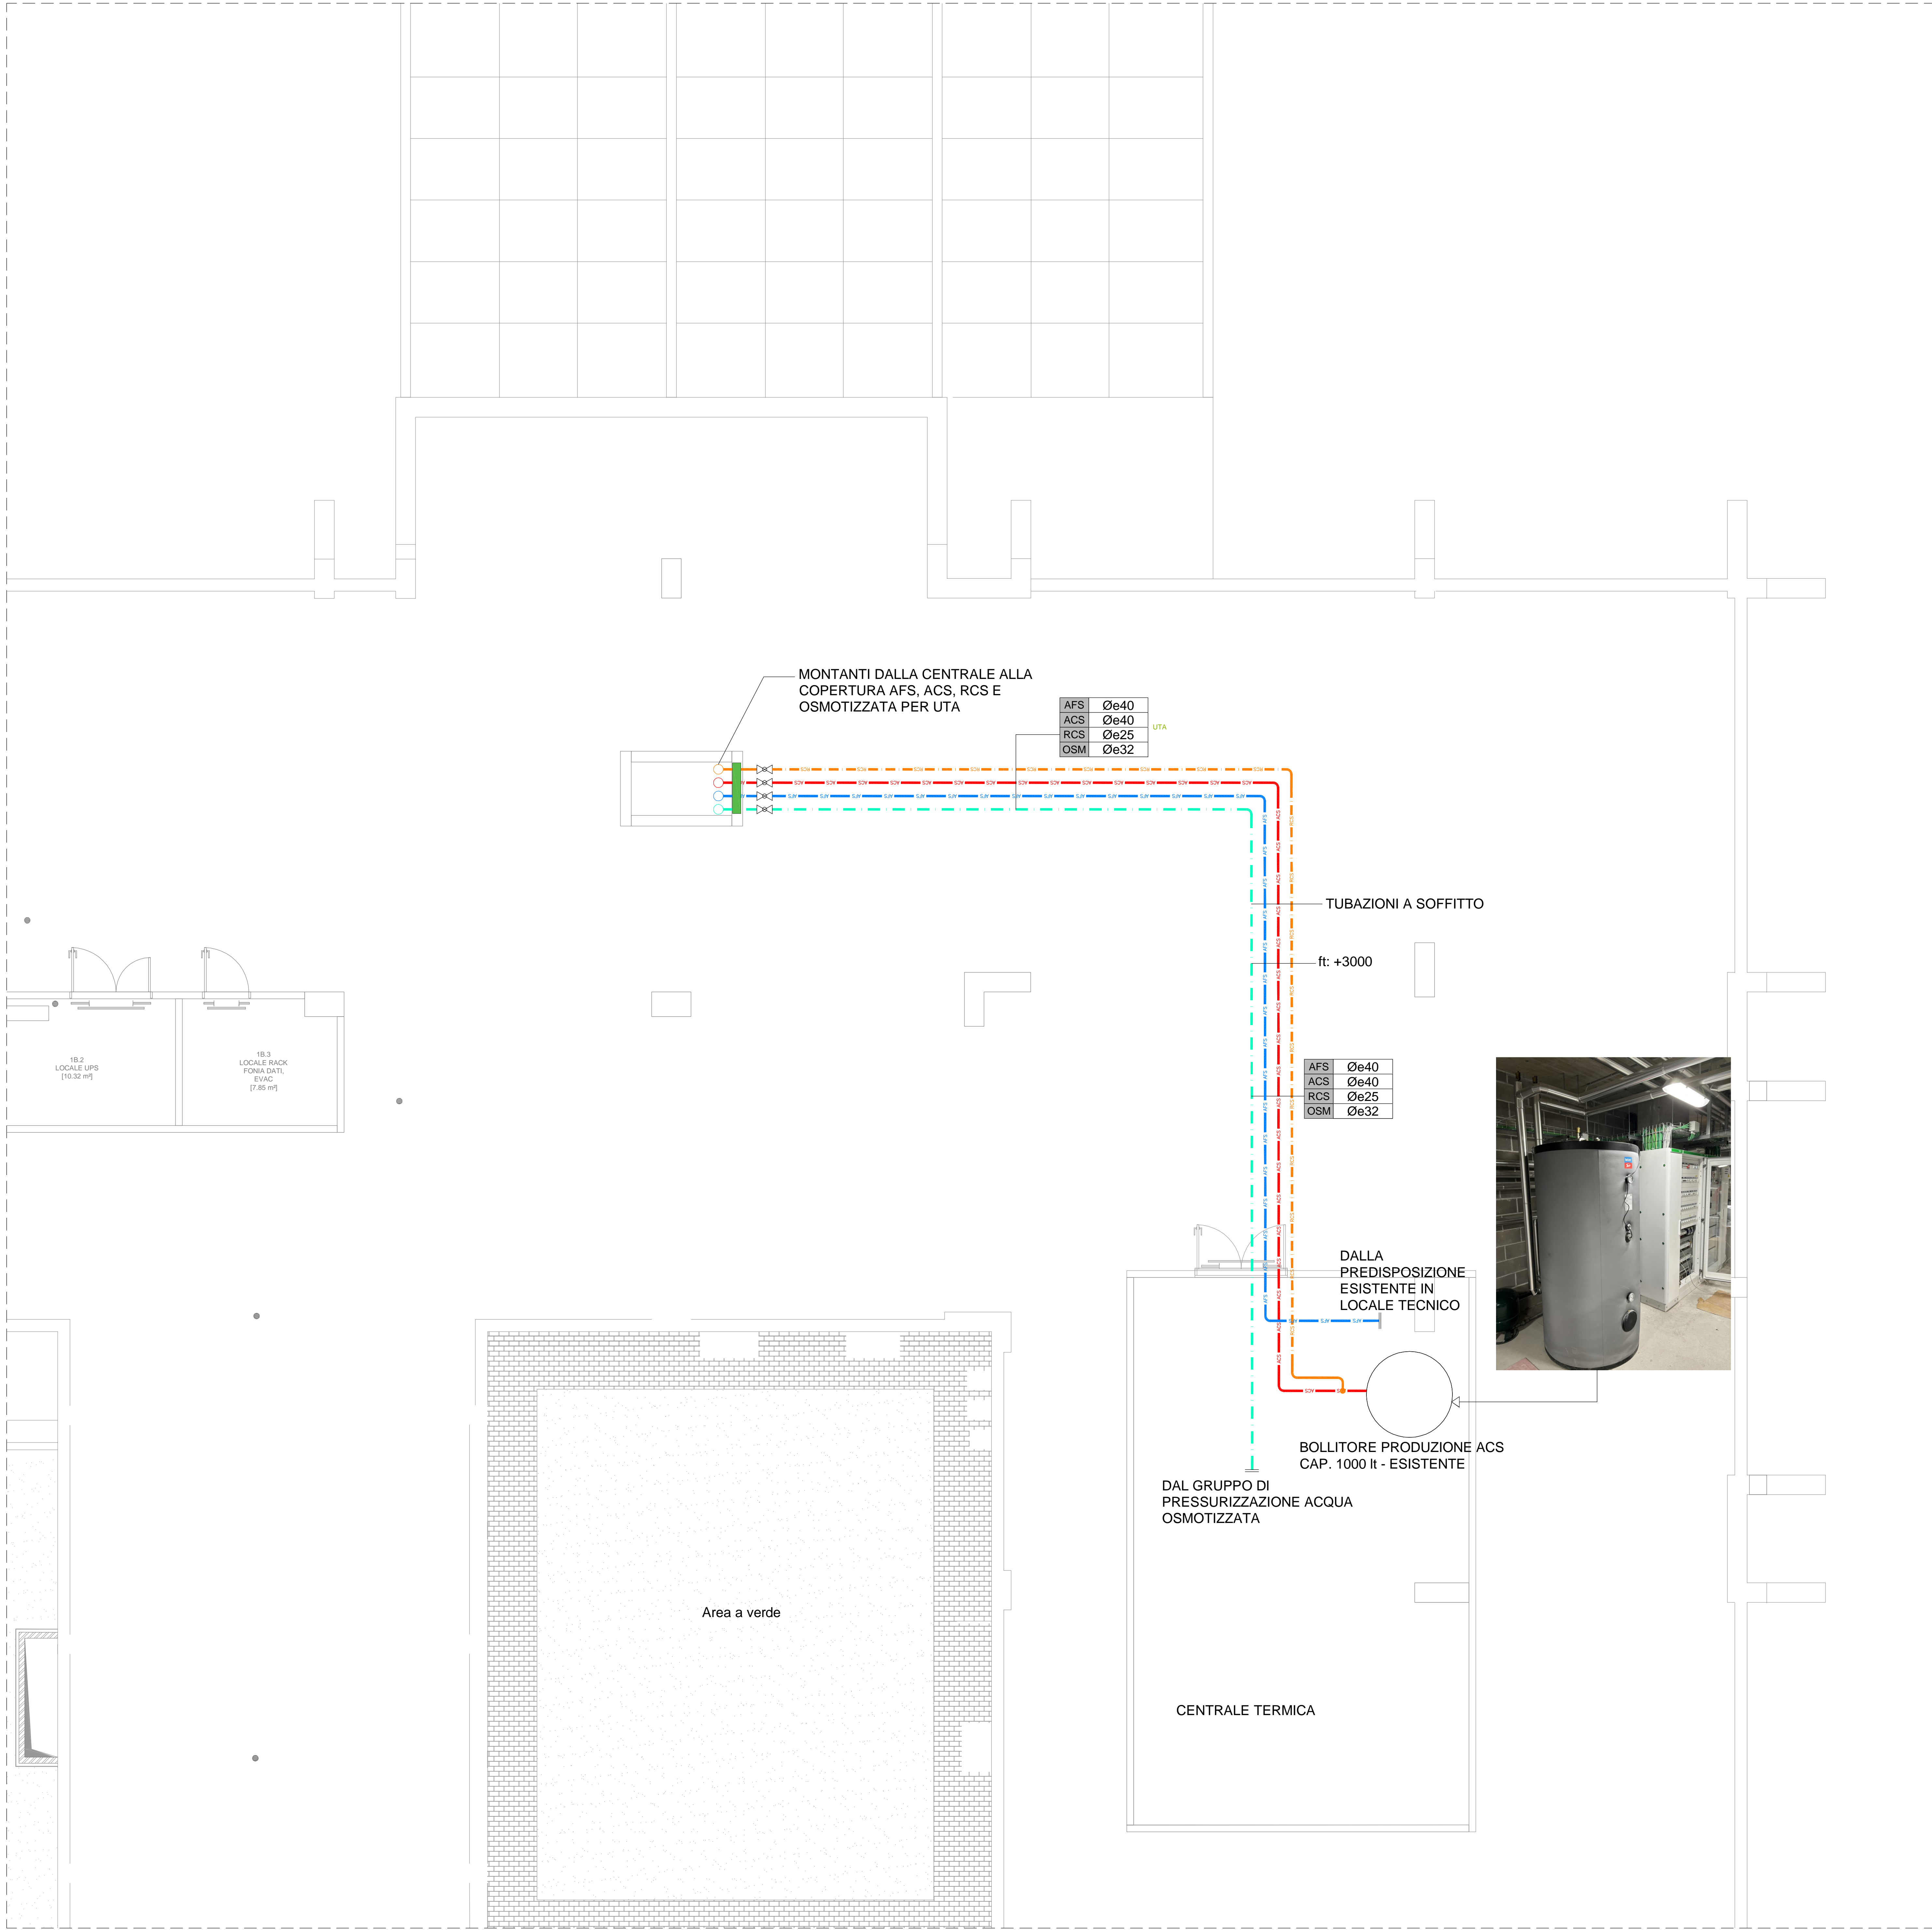 MONTANTI DALLA CENTRALE ALLA
COPERTURA AFS, ACS, RCS E
OSMOTIZZATA PER UTA
AFS Øe40
ACS Øe40
RCS Øe25
OSM Øe32
UTA
TUBAZIONI A SOFFITTO
ft: +3000
1B.2
LOCALE UPS
[10.32 m²]
1B.3
LOCALE RACK
FONIA DATI,
EVAC
[7.85 m²]
AFS Øe40
ACS Øe40
RCS Øe25
OSM Øe32
DALLA
PREDISPOSIZIONE
ESISTENTE IN
LOCALE TECNICO
BOLLITORE PRODUZIONE ACS
CAP. 1000 lt - ESISTENTE
DAL GRUPPO DI
PRESSURIZZAZIONE ACQUA
OSMOTIZZATA
Area a verde
CENTRALE TERMICA